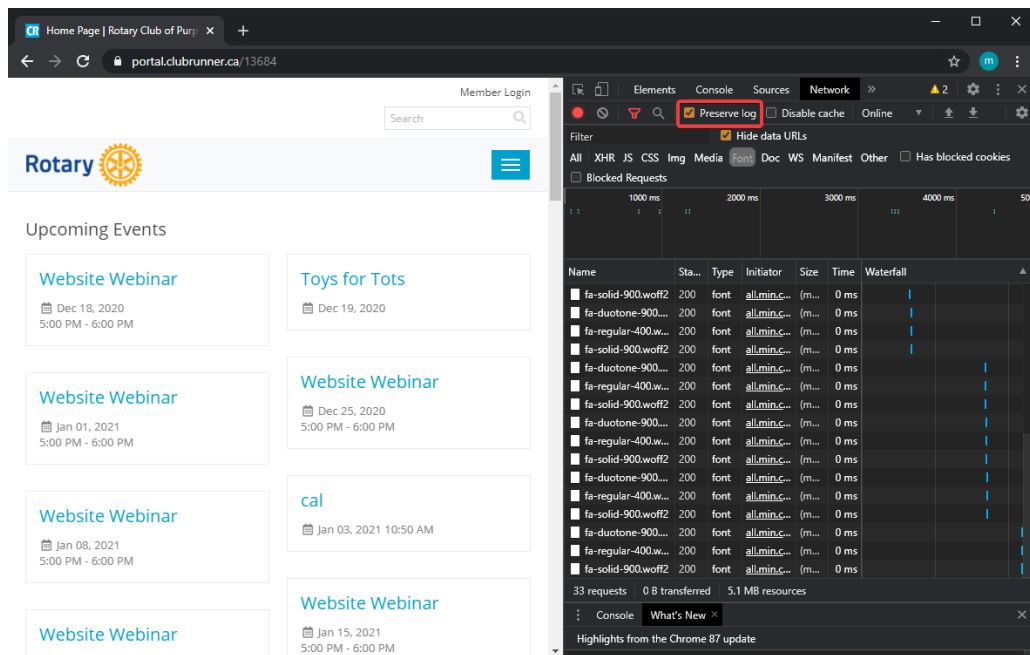 CR Home Page | Rotary Club of Purp × +
portal.clubrunner.ca/13684 m
Member Login
Search
Rotary
Upcoming Events
Website Webinar
Dec 18, 2020
5:00 PM - 6:00 PM
Toys for Tots
Dec 19, 2020
Website Webinar
Jan 01, 2021
5:00 PM - 6:00 PM
Website Webinar
Dec 25, 2020
5:00 PM - 6:00 PM
Website Webinar
Jan 08, 2021
5:00 PM - 6:00 PM
cal
Jan 03, 2021 10:50 AM
Website Webinar
Website Webinar
Jan 15, 2021
5:00 PM - 6:00 PM
Elements Console Sources Network » 2
Preserve log Disable cache Online
Filter Hide data URLs
All XHR JS CSS Img Media Font Doc WS Manifest Other Has blocked cookies
Blocked Requests
1000 ms 2000 ms 3000 ms 4000 ms 50
Name Sta... Type Initiator Size Time Waterfall
fa-solid-900.woff2 200 font all.min.c... (m... 0 ms
fa-duotone-900.... 200 font all.min.c... (m... 0 ms
fa-regular-400.w... 200 font all.min.c... (m... 0 ms
fa-solid-900.woff2 200 font all.min.c... (m... 0 ms
fa-duotone-900.... 200 font all.min.c... (m... 0 ms
fa-regular-400.w... 200 font all.min.c... (m... 0 ms
fa-solid-900.woff2 200 font all.min.c... (m... 0 ms
fa-duotone-900.... 200 font all.min.c... (m... 0 ms
fa-regular-400.w... 200 font all.min.c... (m... 0 ms
fa-solid-900.woff2 200 font all.min.c... (m... 0 ms
fa-duotone-900.... 200 font all.min.c... (m... 0 ms
fa-regular-400.w... 200 font all.min.c... (m... 0 ms
fa-solid-900.woff2 200 font all.min.c... (m... 0 ms
fa-duotone-900.... 200 font all.min.c... (m... 0 ms
fa-regular-400.w... 200 font all.min.c... (m... 0 ms
fa-solid-900.woff2 200 font all.min.c... (m... 0 ms
33 requests 0 B transferred 5.1 MB resources
Console What's New ×
Highlights from the Chrome 87 update